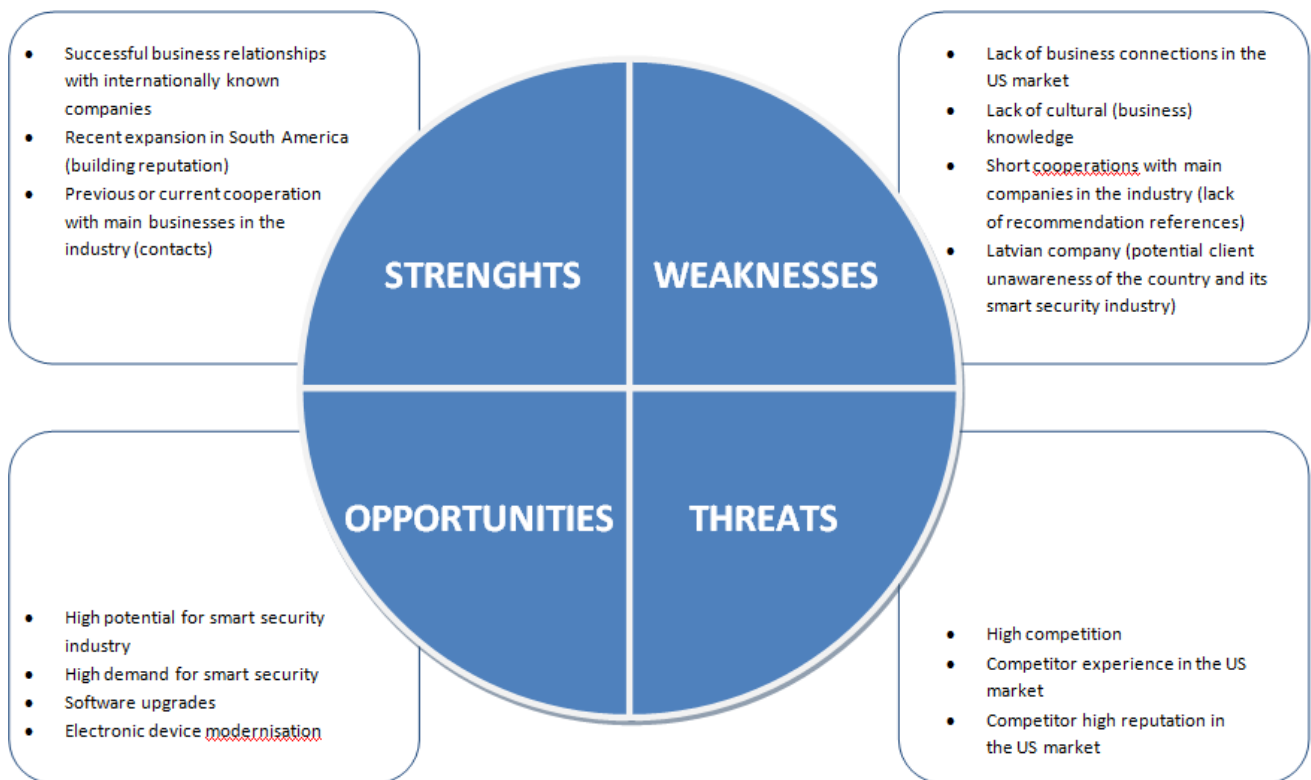 ● Successful business relationships
with internationally known
companies
● Recent expansion in South America
(building reputation)
● Previous or current cooperation
with main businesses in the
industry (contacts)
● Lack of business connections in the
US market
● Lack of cultural (business)
knowledge
● Short cooperations with main
companies in the industry (lack
of recommendation references)
● Latvian company (potential client
unawareness of the country and its
smart security industry)
STRENGHTS
WEAKNESSES
OPPORTUNITIES
THREATS
● High potential for smart security
industry
● High demand for smart security
● Software upgrades
● Electronic device modernisation
● High competition
● Competitor experience in the US
market
● Competitor high reputation in
the US market